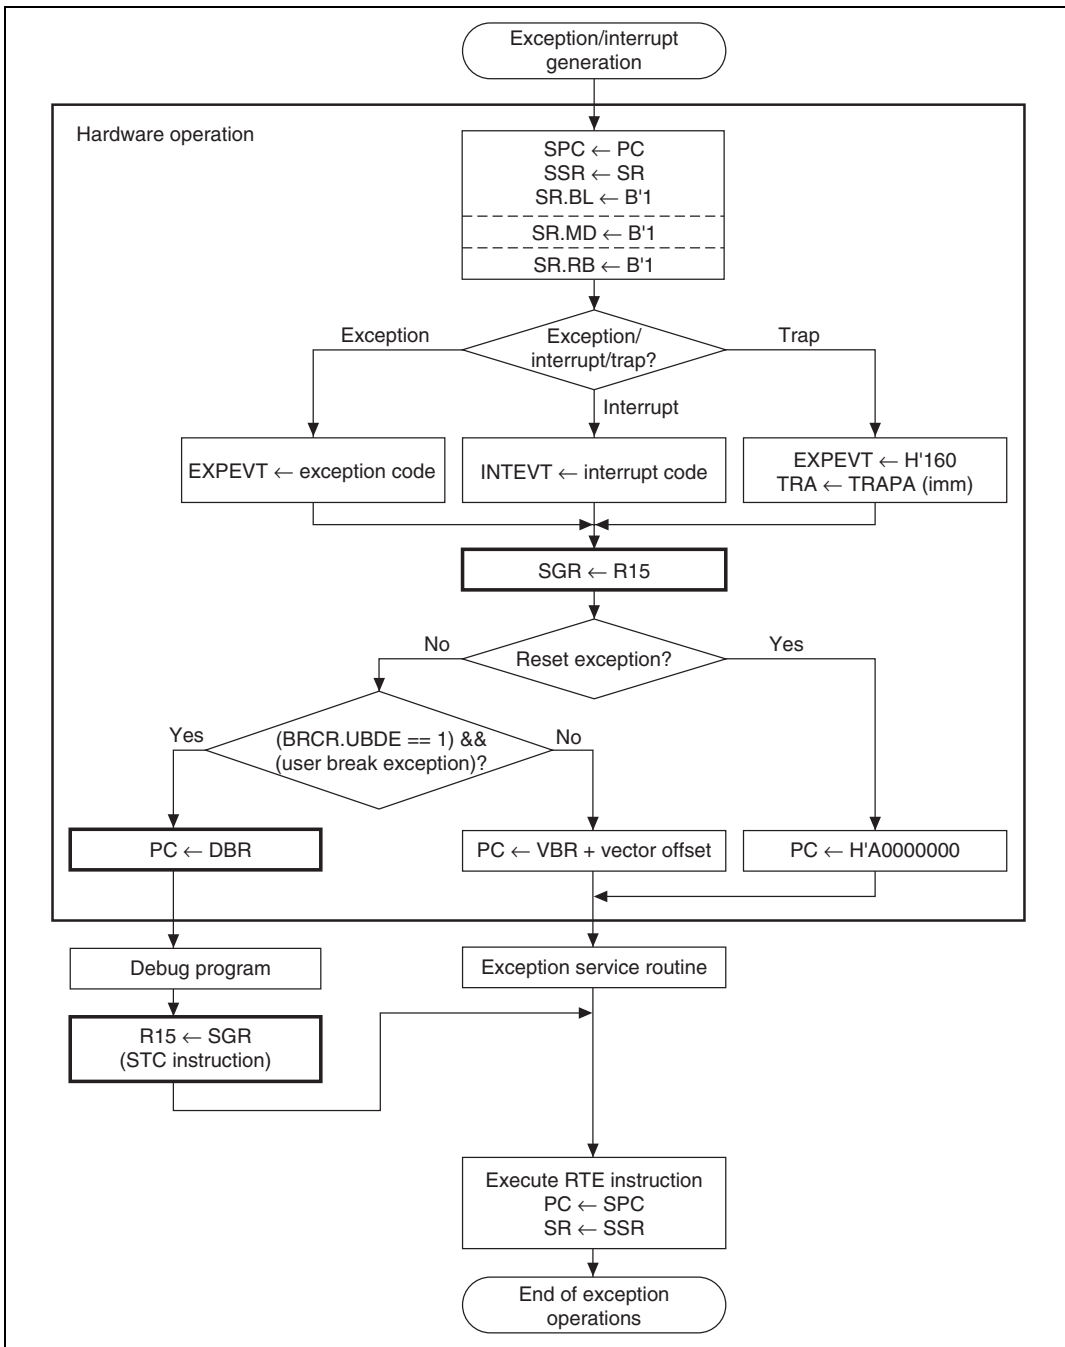 Exception/interrupt
generation
Hardware operation
SPC ← PC
SSR ← SR
SR.BL ← B'1
SR.MD ← B'1
SR.RB ← B'1
Exception
Exception/
interrupt/trap?
Trap
Interrupt
EXPEVT ← exception code
INTEVT ← interrupt code
EXPEVT ← H'160
TRA ← TRAPA (imm)
SGR ← R15
No
Reset exception?
Yes
Yes
(BRCR.UBDE == 1) &&
(user break exception)?
No
PC ← DBR
PC ← VBR + vector offset
PC ← H'A0000000
Debug program
Exception service routine
R15 ← SGR
(STC instruction)
Execute RTE instruction
PC ← SPC
SR ← SSR
End of exception
operations